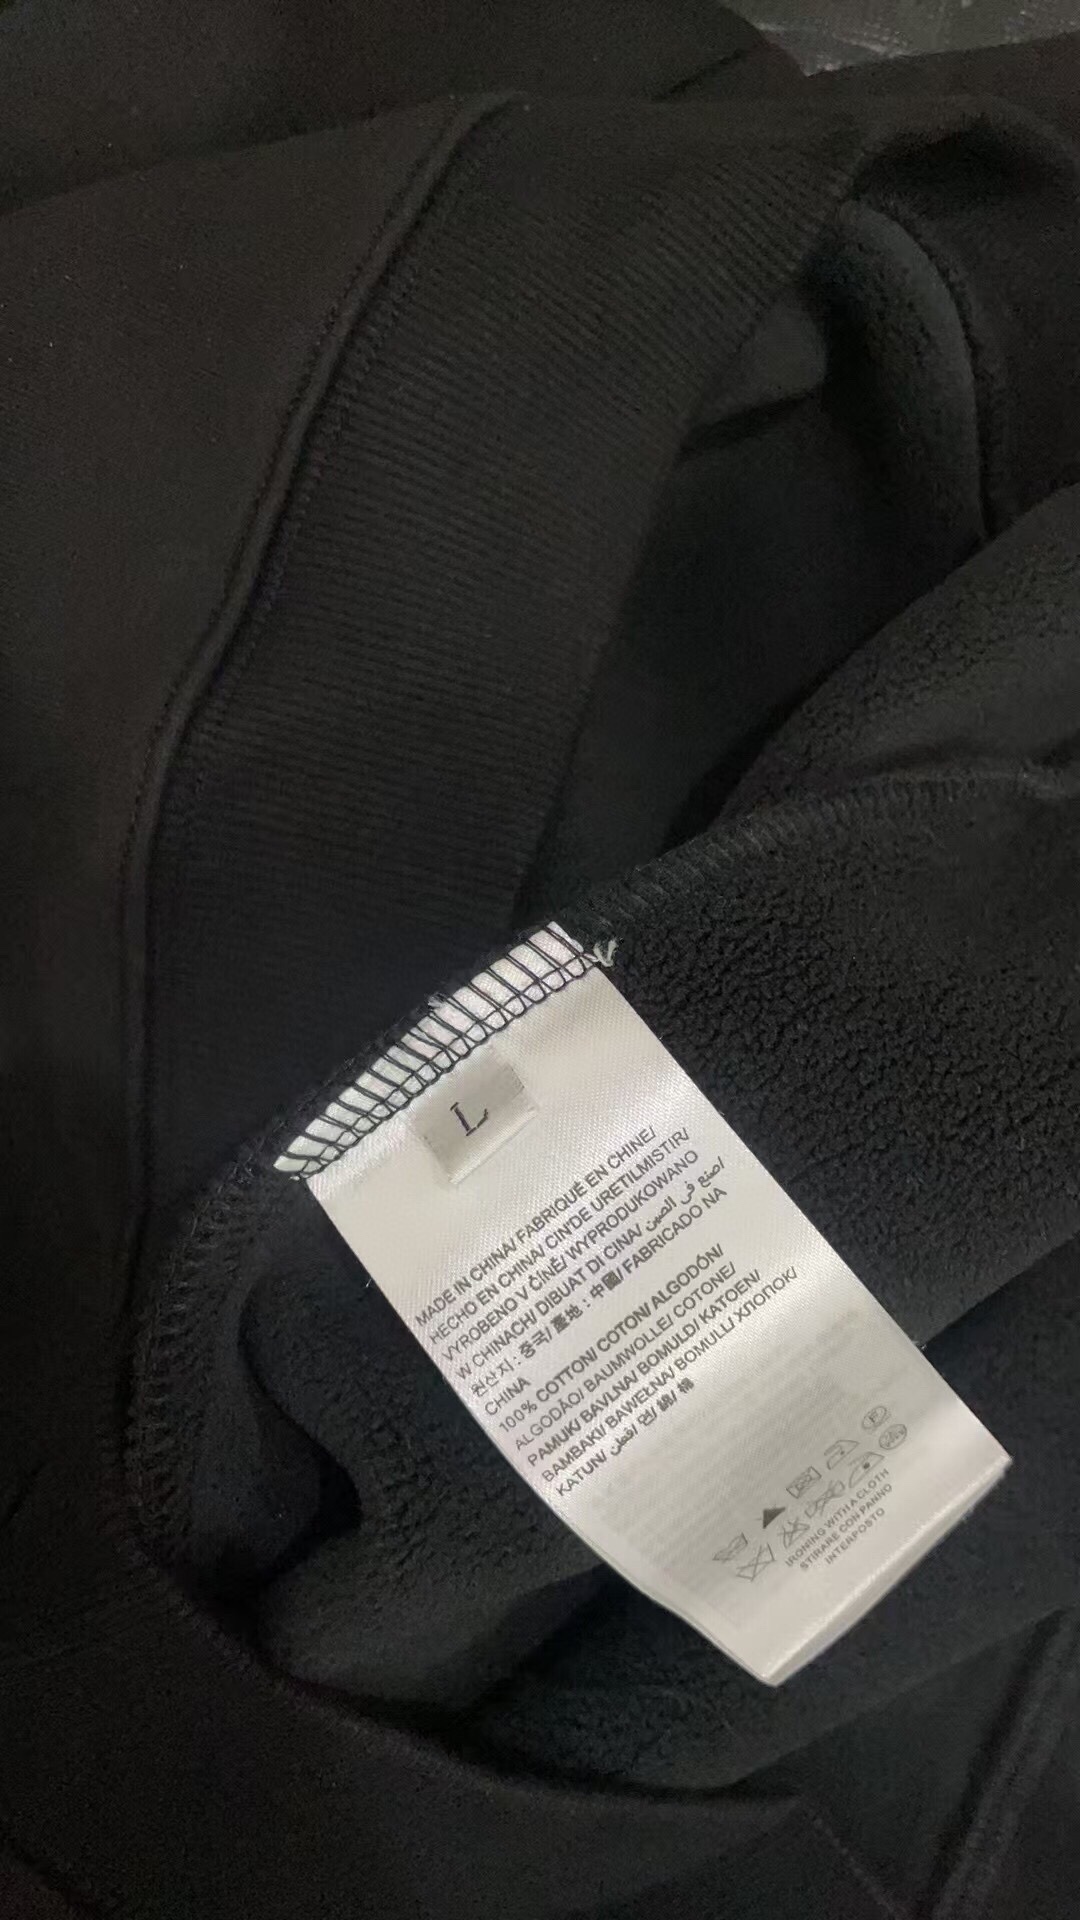 L
MADE IN CHINA/ FABRIQUÉ EN CHINE/
HECHO EN CHINA/ CIN'DE URETILMISTIR/
VYROBENO V ČÍNĚ/ WYPRODUKOWANO
W CHINACH/ DIBUAT DI CINA/ صنع في الصين/
원산지 : 중국/ 產地 : 中國/ FABRICADO NA
CHINA
100% COTTON/ COTON/ ALGODÓN/
ALGODÃO/ BAUMWOLLE/ COTONE/
PAMUK/ BAVLNA/ BOMULD/ KATOEN/
BAMBAKI/ BAWEŁNA/ BOMULL/ ХЛОПОК/
KATUN/ قطن/ 면/ 綿/ 棉
P
IRONING WITH A CLOTH
STIRARE CON PANNO
INTERPOSTO